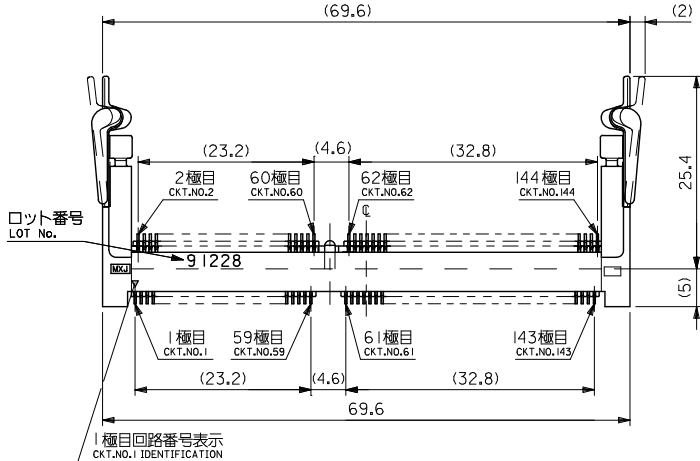 (69.6)
(2)
(23.2)
(4.6)
(32.8)
25.4
2極目
CKT.NO.2
60極目
CKT.NO.60
62極目
CKT.NO.62
144極目
CKT.NO.144
℄
ロット番号
LOT No.
91228
MXJ
(5)
1極目
CKT.NO.1
59極目
CKT.NO.59
61極目
CKT.NO.61
143極目
CKT.NO.143
(23.2)
(4.6)
(32.8)
69.6
1極目回路番号表示
CKT.NO.1 IDENTIFICATION